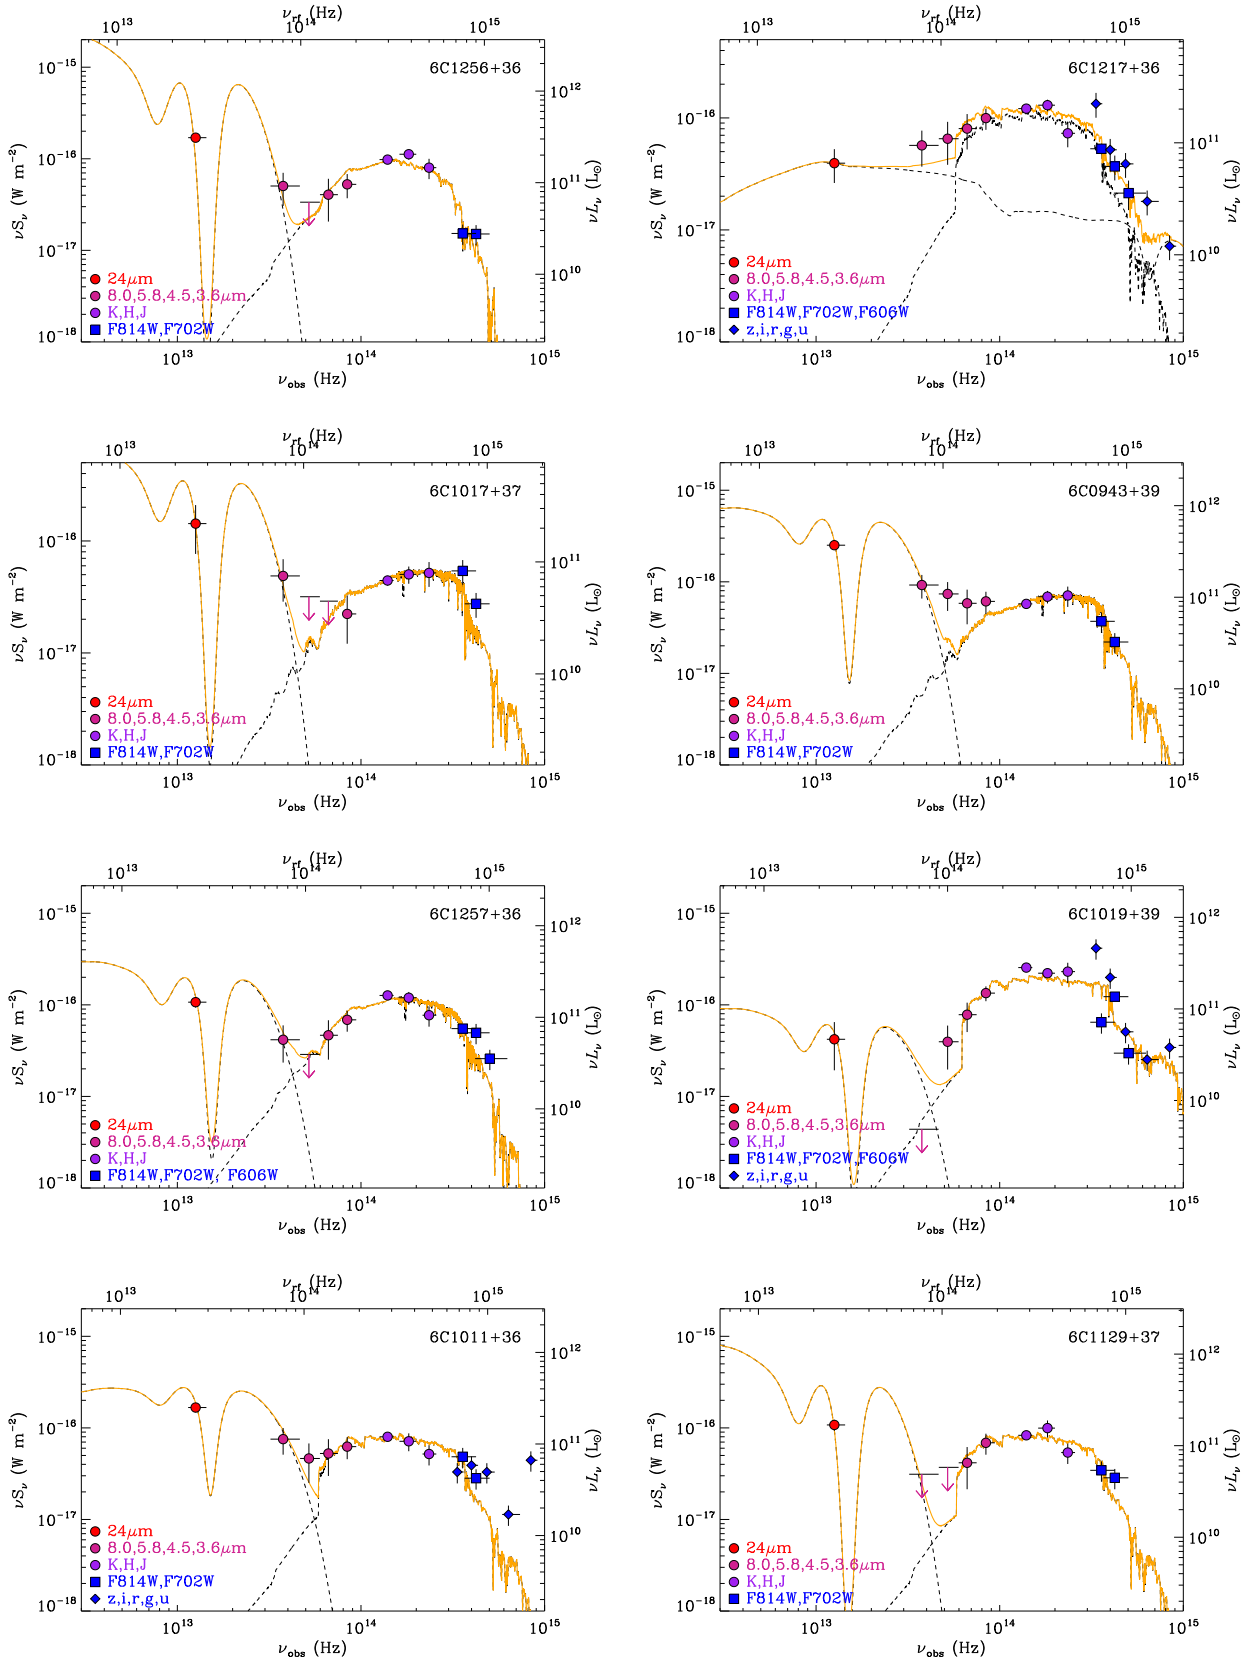 ν_rf (Hz)
10^13 10^14 10^15
6C1256+36
10^-15
10^-16
10^-17
10^-18
νS_ν (W m^-2)
10^12
10^11
10^10
νL_ν (L_⊙)
24μm
8.0,5.8,4.5,3.6μm
K,H,J
F814W,F702W
10^13 10^14 10^15
ν_obs (Hz)
ν_rf (Hz)
10^13 10^14 10^15
6C1217+36
10^-16
10^-17
10^-18
νS_ν (W m^-2)
10^11
10^10
νL_ν (L_⊙)
24μm
8.0,5.8,4.5,3.6μm
K,H,J
F814W,F702W,F606W
z,i,r,g,u
10^13 10^14 10^15
ν_obs (Hz)
ν_rf (Hz)
10^13 10^14 10^15
6C1017+37
10^-16
10^-17
10^-18
νS_ν (W m^-2)
10^11
10^10
νL_ν (L_⊙)
24μm
8.0,5.8,4.5,3.6μm
K,H,J
F814W,F702W
10^13 10^14 10^15
ν_obs (Hz)
ν_rf (Hz)
10^13 10^14 10^15
6C0943+39
10^-15
10^-16
10^-17
10^-18
νS_ν (W m^-2)
10^12
10^11
10^10
νL_ν (L_⊙)
24μm
8.0,5.8,4.5,3.6μm
K,H,J
F814W,F702W
10^13 10^14 10^15
ν_obs (Hz)
ν_rf (Hz)
10^13 10^14 10^15
6C1257+36
10^-15
10^-16
10^-17
10^-18
νS_ν (W m^-2)
10^12
10^11
10^10
νL_ν (L_⊙)
24μm
8.0,5.8,4.5,3.6μm
K,H,J
F814W,F702W, F606W
10^13 10^14 10^15
ν_obs (Hz)
ν_rf (Hz)
10^13 10^14 10^15
6C1019+39
10^-15
10^-16
10^-17
10^-18
νS_ν (W m^-2)
10^12
10^11
10^10
νL_ν (L_⊙)
24μm
8.0,5.8,4.5,3.6μm
K,H,J
F814W,F702W,F606W
z,i,r,g,u
10^13 10^14 10^15
ν_obs (Hz)
ν_rf (Hz)
10^13 10^14 10^15
6C1011+36
10^-15
10^-16
10^-17
10^-18
νS_ν (W m^-2)
10^12
10^11
10^10
νL_ν (L_⊙)
24μm
8.0,5.8,4.5,3.6μm
K,H,J
F814W,F702W
z,i,r,g,u
10^13 10^14 10^15
ν_obs (Hz)
ν_rf (Hz)
10^13 10^14 10^15
6C1129+37
10^-15
10^-16
10^-17
10^-18
νS_ν (W m^-2)
10^12
10^11
10^10
νL_ν (L_⊙)
24μm
8.0,5.8,4.5,3.6μm
K,H,J
F814W,F702W
10^13 10^14 10^15
ν_obs (Hz)